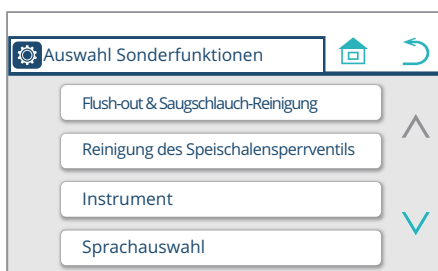 Auswahl Sonderfunktionen
Flush-out & Saugschlauch-Reinigung
Reinigung des Speischalensperrventils
Instrument
Sprachauswahl